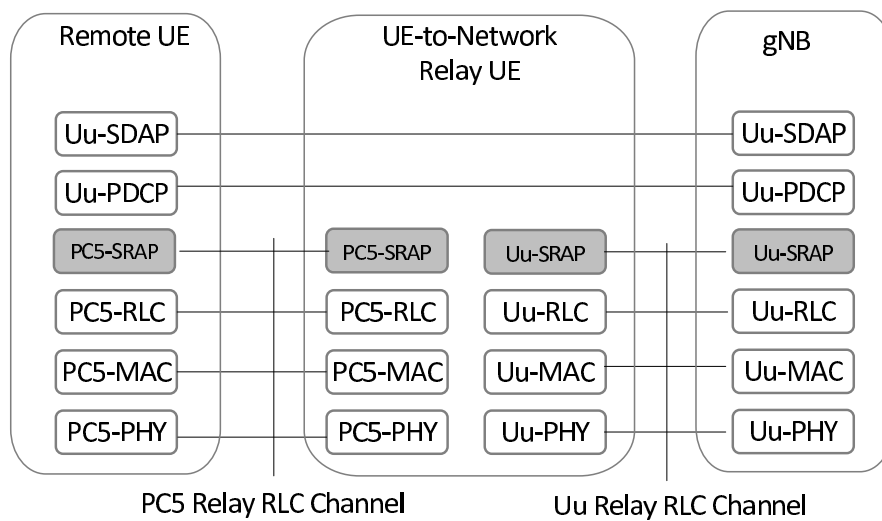 Remote UE
UE-to-Network
Relay UE
gNB
Uu-SDAP
Uu-SDAP
Uu-PDCP
Uu-PDCP
PC5-SRAP
PC5-SRAP
Uu-SRAP
Uu-SRAP
PC5-RLC
PC5-RLC
Uu-RLC
Uu-RLC
PC5-MAC
PC5-MAC
Uu-MAC
Uu-MAC
PC5-PHY
PC5-PHY
Uu-PHY
Uu-PHY
PC5 Relay RLC Channel
Uu Relay RLC Channel